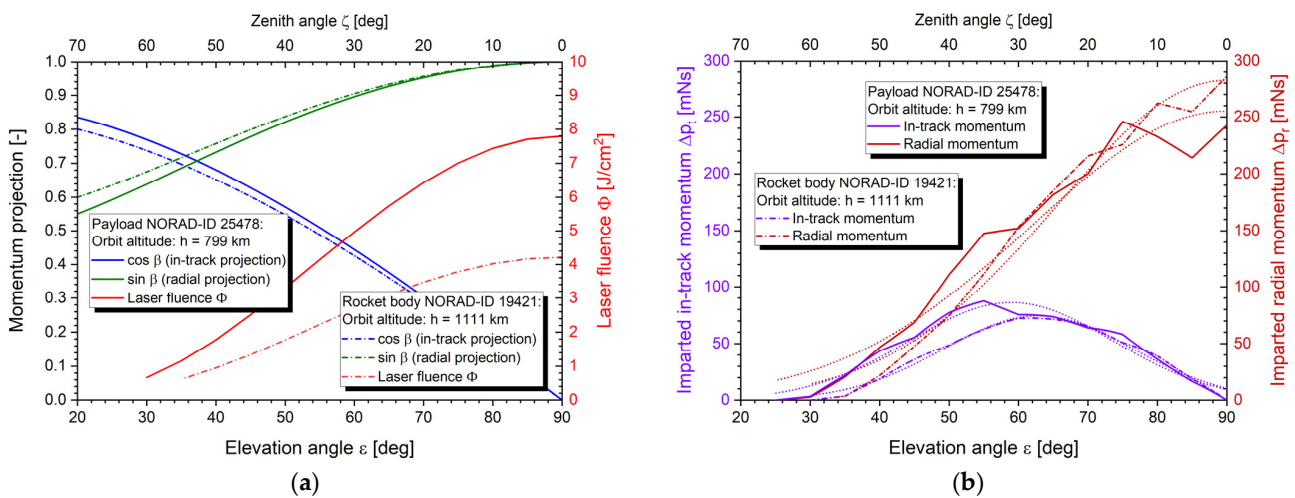 Zenith angle ζ [deg]
70 60 50 40 30 20 10 0
Momentum projection [-]
1.0
0.9
0.8
0.7
0.6
0.5
0.4
0.3
0.2
0.1
0.0
Payload NORAD-ID 25478:
Orbit altitude: h = 799 km
cos β (in-track projection)
sin β (radial projection)
Laser fluence Φ
Rocket body NORAD-ID 19421:
Orbit altitude: h = 1111 km
cos β (in-track projection)
sin β (radial projection)
Laser fluence Φ
10
9
8
7
6
5
4
3
2
1
0
Laser fluence Φ [J/cm²]
20 30 40 50 60 70 80 90
Elevation angle ε [deg]
(a)
Zenith angle ζ [deg]
70 60 50 40 30 20 10 0
Imparted in-track momentum Δpᵢ [mNs]
300
250
200
150
100
50
0
Payload NORAD-ID 25478:
Orbit altitude: h = 799 km
In-track momentum
Radial momentum
Rocket body NORAD-ID 19421:
Orbit altitude: h = 1111 km
In-track momentum
Radial momentum
300
250
200
150
100
50
0
Imparted radial momentum Δpᵣ [mNs]
20 30 40 50 60 70 80 90
Elevation angle ε [deg]
(b)